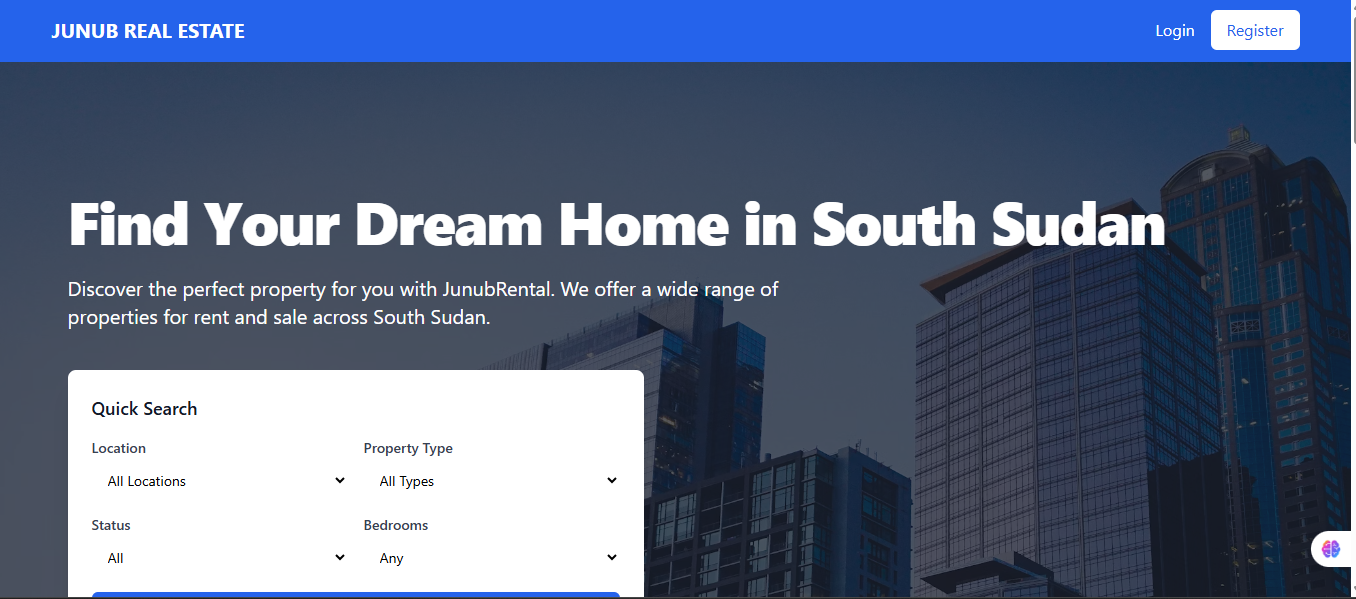 JUNUB REAL ESTATE
Login
Register
Find Your Dream Home in South Sudan
Discover the perfect property for you with JunubRental. We offer a wide range of
properties for rent and sale across South Sudan.
Quick Search
Location
Property Type
All Locations
All Types
Status
Bedrooms
All
Any